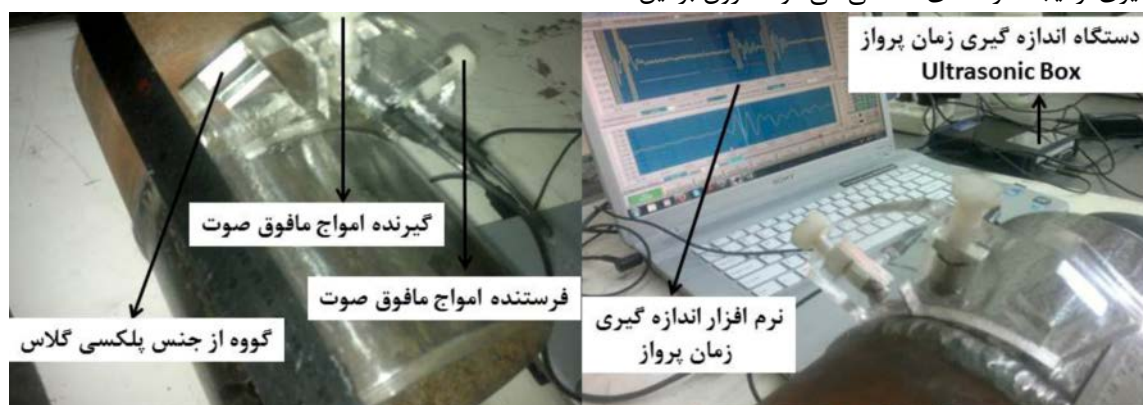 دستگاه اندازه گیری زمان پرواز
Ultrasonic Box
SONY
نرم افزار اندازه گیری
زمان پرواز
گیرنده امواج مافوق صوت
فرستنده امواج مافوق صوت
گووه از جنس پلکسی گلاس